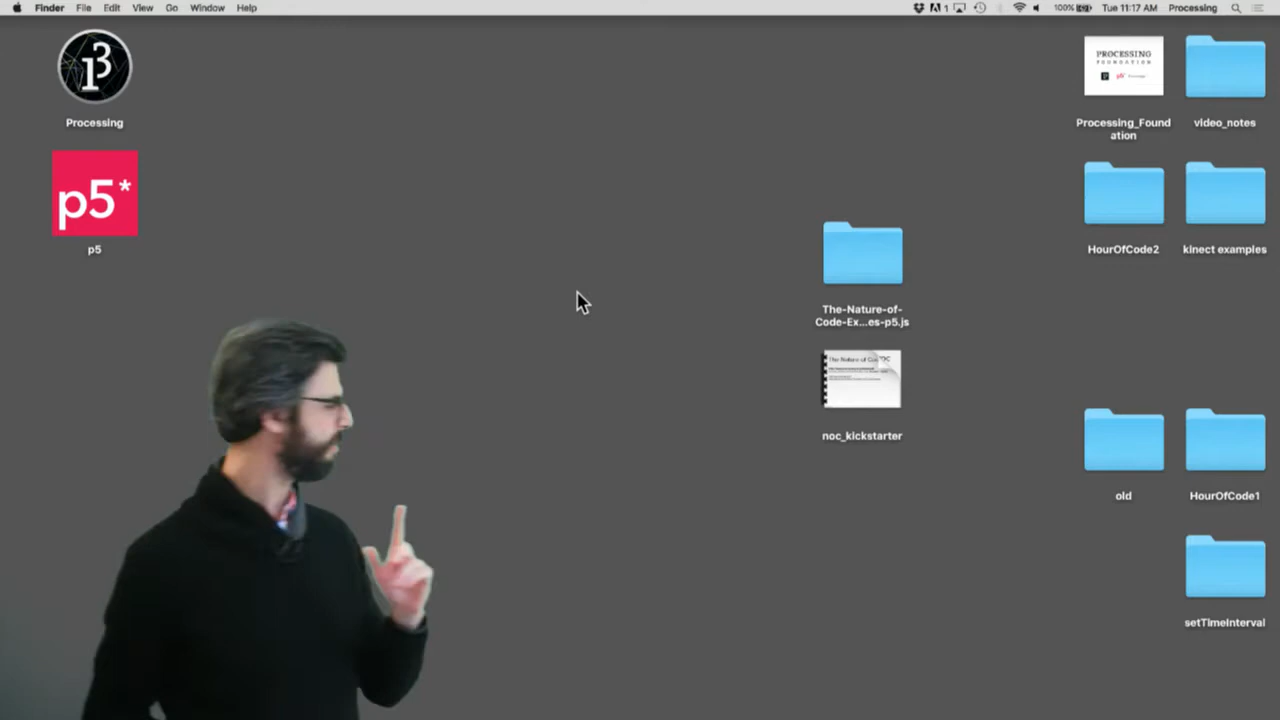 Finder File Edit View Go Window Help
1 100% Tue 11:17 AM Processing
Processing
p5*
p5
The-Nature-of-
Code-Ex...es-p5.js
noc_kickstarter
PROCESSING
FOUNDATION
Processing_Found
ation
video_notes
HourOfCode2
kinect examples
old
HourOfCode1
setTimeInterval